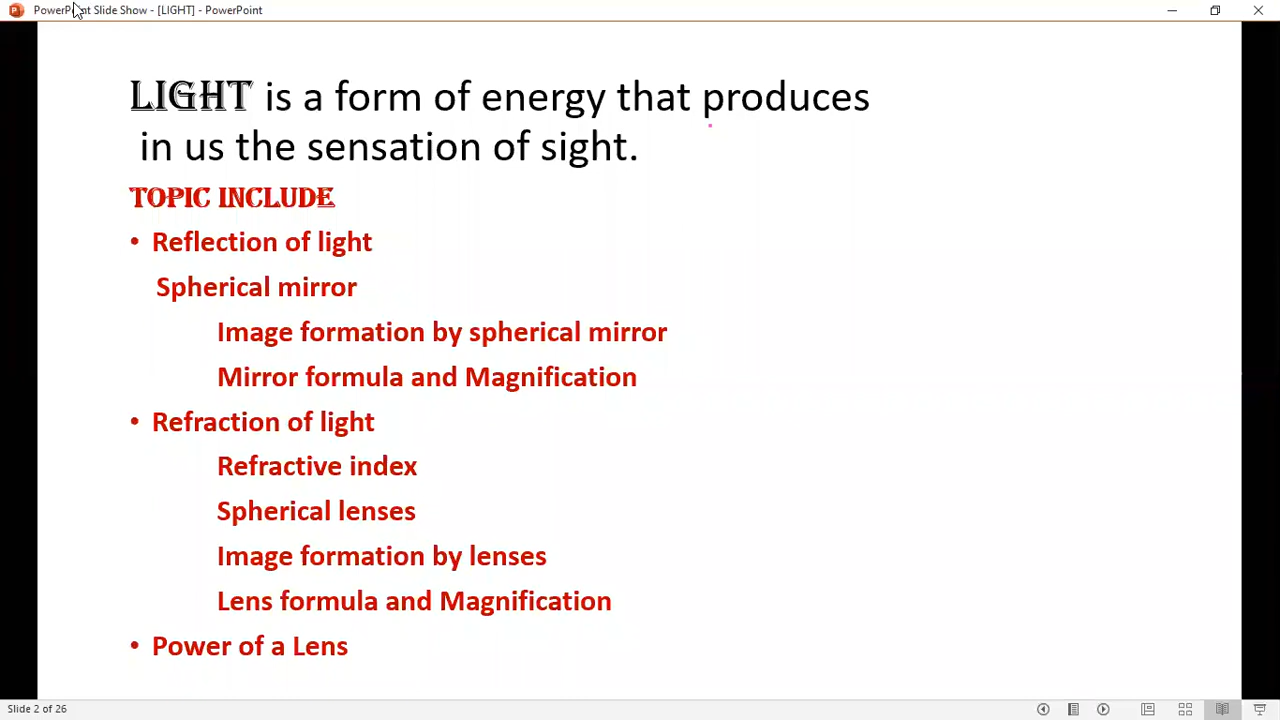 PowerPoint Slide Show - [LIGHT] - PowerPoint
LIGHT is a form of energy that produces
in us the sensation of sight.
TOPIC INCLUDE
• Reflection of light
Spherical mirror
Image formation by spherical mirror
Mirror formula and Magnification
• Refraction of light
Refractive index
Spherical lenses
Image formation by lenses
Lens formula and Magnification
• Power of a Lens
Slide 2 of 26